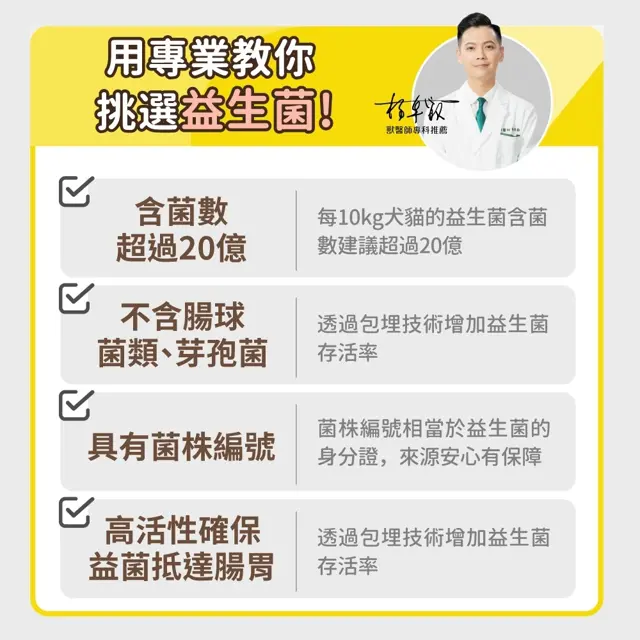 用專業教你
挑選益生菌!
獸醫師專科推薦
含菌數
超過20億
每10kg犬貓的益生菌含菌
數建議超過20億
不含腸球
菌類、芽孢菌
透過包埋技術增加益生菌
存活率
具有菌株編號
菌株編號相當於益生菌的
身分證，來源安心有保障
高活性確保
益菌抵達腸胃
透過包埋技術增加益生菌
存活率